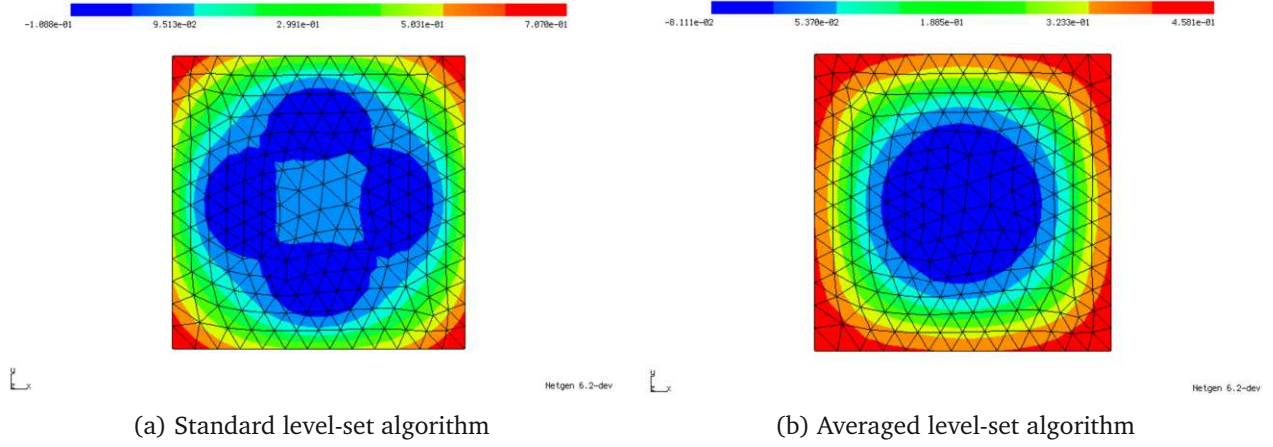 -1.088e-01 9.513e-02 2.991e-01 5.031e-01 7.070e-01
-8.111e-02 5.370e-02 1.885e-01 3.233e-01 4.581e-01
y
z x
Netgen 6.2-dev
y
z x
Netgen 6.2-dev
(a) Standard level-set algorithm
(b) Averaged level-set algorithm